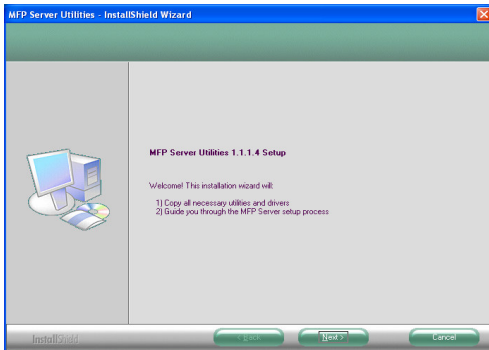 MFP Server Utilities - InstallShield Wizard
MFP Server Utilities 1.1.1.4 Setup
Welcome! This installation wizard will:
1) Copy all necessary utilities and drivers
2) Guide you through the MFP Server setup process
InstallShield
< Back
Next >
Cancel